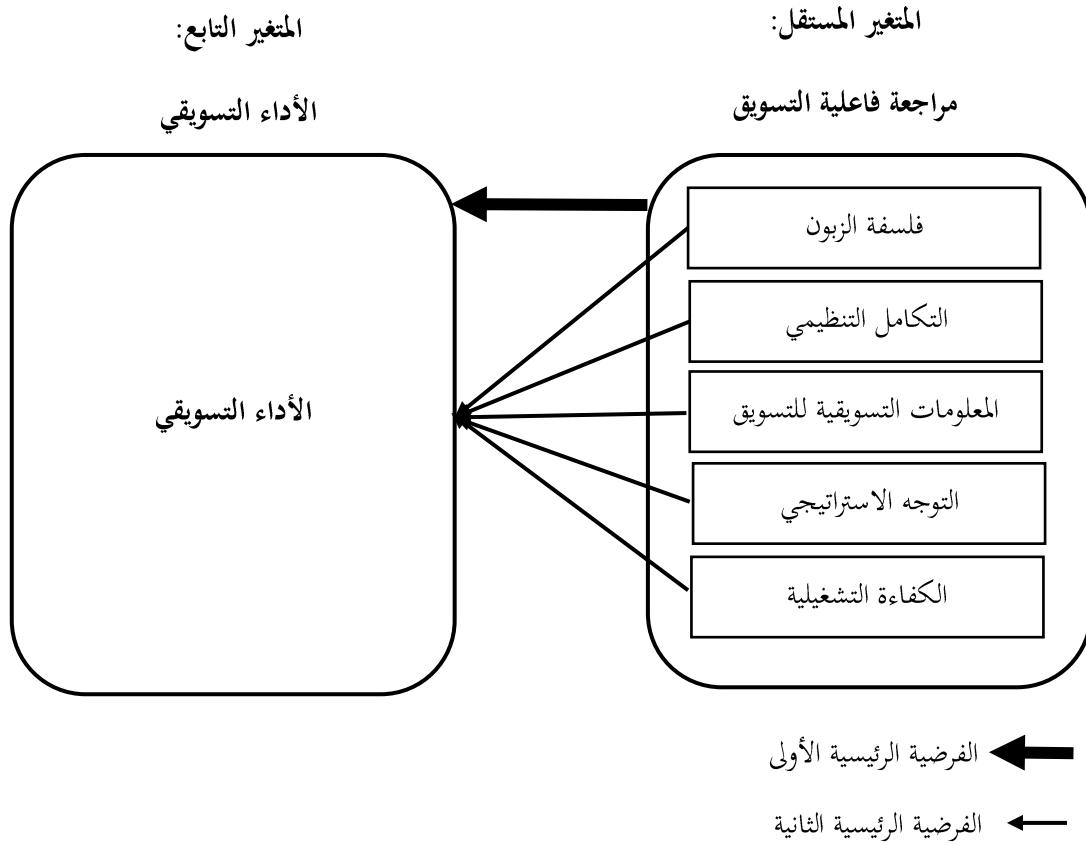 المتغير المستقل:
مراجعة فاعلية التسويق
فلسفة الزبون
التكامل التنظيمي
المعلومات التسويقية للتسويق
التوجه الاستراتيجي
الكفاءة التشغيلية
المتغير التابع:
الأداء التسويقي
الأداء التسويقي
الفرضية الرئيسية الأولى
الفرضية الرئيسية الثانية